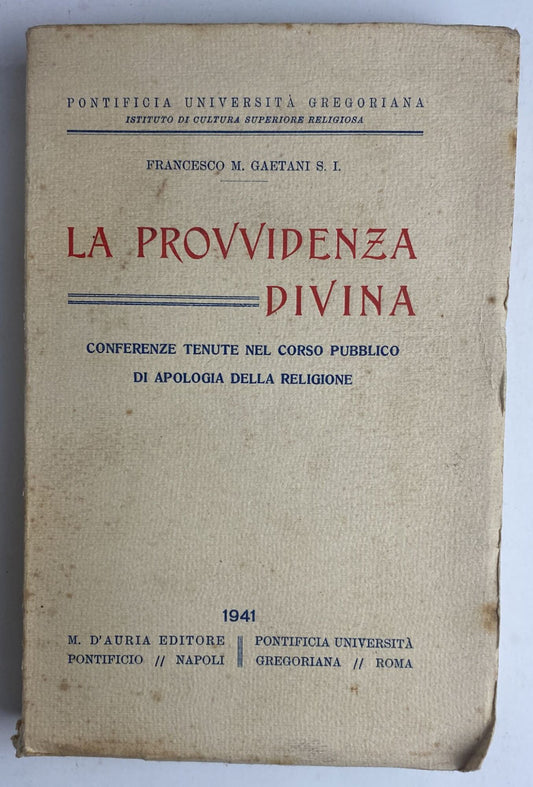 PONTIFICIA UNIVERSITÀ GREGORIANA
ISTITUTO DI CULTURA SUPERIORE RELIGIOSA
FRANCESCO M. GAETANI S. I.
LA PROVVIDENZA
DIVINA
CONFERENZE TENUTE NEL CORSO PUBBLICO
DI APOLOGIA DELLA RELIGIONE
1941
M. D'AURIA EDITORE
PONTIFICIO // NAPOLI
PONTIFICIA UNIVERSITÀ
GREGORIANA // ROMA